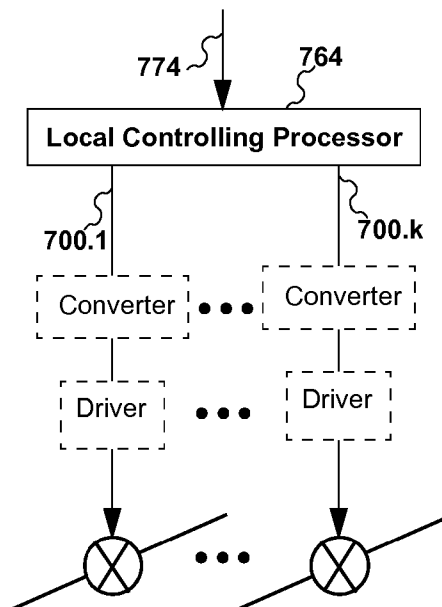 774
764
Local Controlling Processor
700.1
700.k
Converter
Converter
Driver
Driver